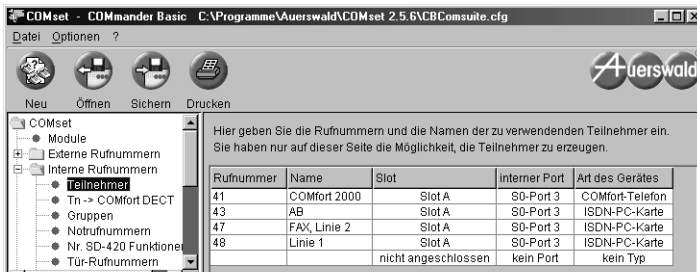 COMset - COMmander Basic C:\Programme\Auerswald\COMset 2.5.6\CBComsuite.cfg
Datei Optionen ?
Auerswald
Neu Öffnen Sichern Drucken
COMset
Module
Externe Rufnummern
Interne Rufnummern
Teilnehmer
Tn -> COMfort DECT
Gruppen
Notrufnummern
Nr. SD-420 Funktionen
Tür-Rufnummern
Hier geben Sie die Rufnummern und die Namen der zu verwendenden Teilnehmer ein.
Sie haben nur auf dieser Seite die Möglichkeit, die Teilnehmer zu erzeugen.
Rufnummer Name Slot interner Port Art des Gerätes
41 COMfort 2000 Slot A S0-Port 3 COMfort-Telefon
43 AB Slot A S0-Port 3 ISDN-PC-Karte
47 FAX, Linie 2 Slot A S0-Port 3 ISDN-PC-Karte
48 Linie 1 Slot A S0-Port 3 ISDN-PC-Karte
nicht angeschlossen kein Port kein Typ